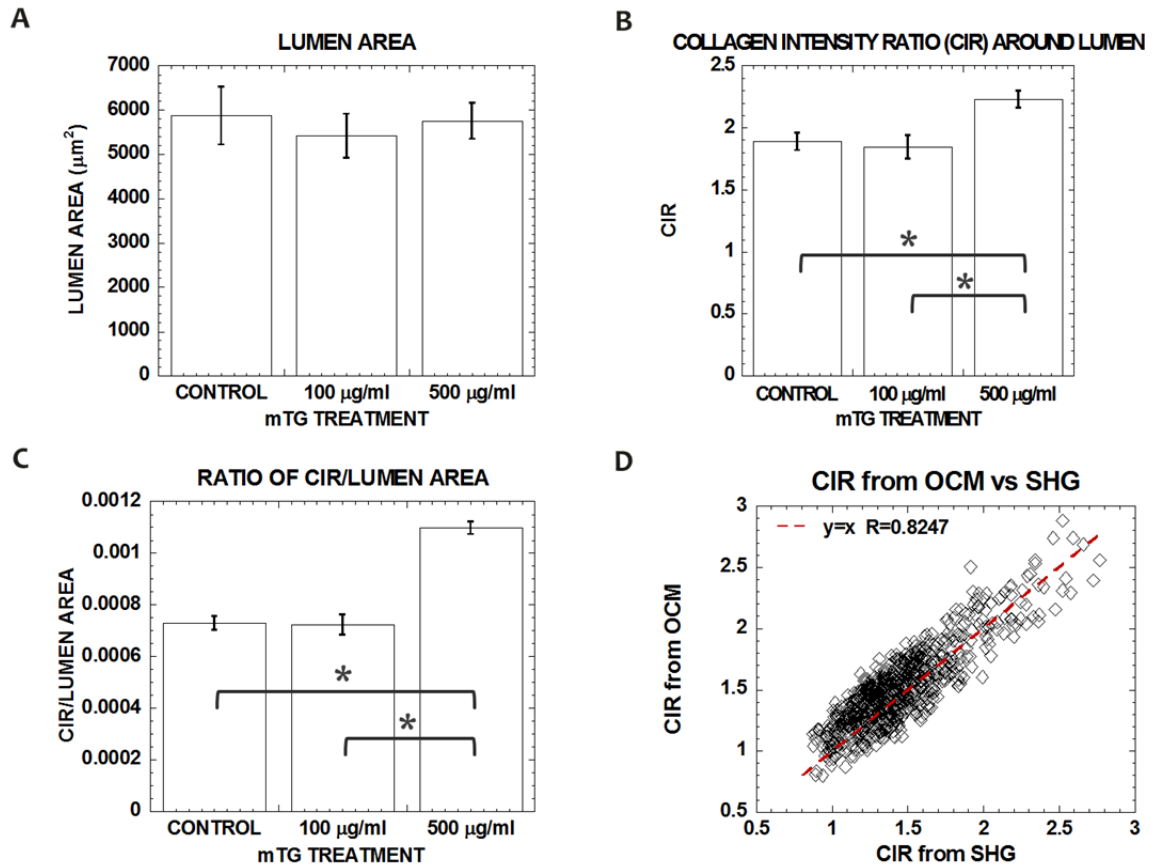 A
LUMEN AREA
7000
6000
5000
4000
3000
2000
1000
0
LUMEN AREA (μm²)
CONTROL 100 μg/ml 500 μg/ml
mTG TREATMENT
B
COLLAGEN INTENSITY RATIO (CIR) AROUND LUMEN
2.5
2
1.5
1
0.5
0
CIR
*
*
CONTROL 100 μg/ml 500 μg/ml
mTG TREATMENT
C
RATIO OF CIR/LUMEN AREA
0.0012
0.001
0.0008
0.0006
0.0004
0.0002
0
CIR/LUMEN AREA
*
*
CONTROL 100 μg/ml 500 μg/ml
mTG TREATMENT
D
CIR from OCM vs SHG
3
2.5
2
1.5
1
0.5
CIR from OCM
y=x R=0.8247
0.5 1 1.5 2 2.5 3
CIR from SHG